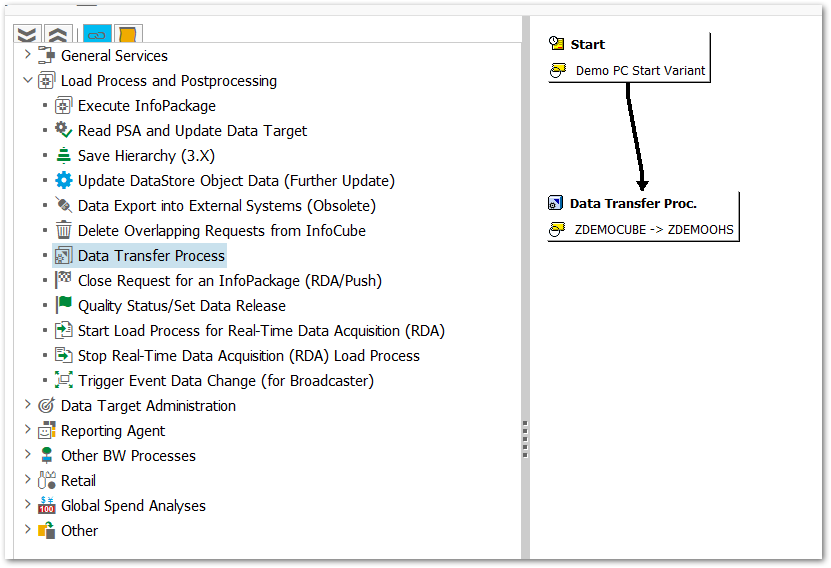 General Services
Load Process and Postprocessing
Execute InfoPackage
Read PSA and Update Data Target
Save Hierarchy (3.X)
Update DataStore Object Data (Further Update)
Data Export into External Systems (Obsolete)
Delete Overlapping Requests from InfoCube
Data Transfer Process
Close Request for an InfoPackage (RDA/Push)
Quality Status/Set Data Release
Start Load Process for Real-Time Data Acquisition (RDA)
Stop Real-Time Data Acquisition (RDA) Load Process
Trigger Event Data Change (for Broadcaster)
Data Target Administration
Reporting Agent
Other BW Processes
Retail
$ ¥
100
Global Spend Analyses
Other
Start
Demo PC Start Variant
Data Transfer Proc.
ZDEMOCUBE -> ZDEMOOHS